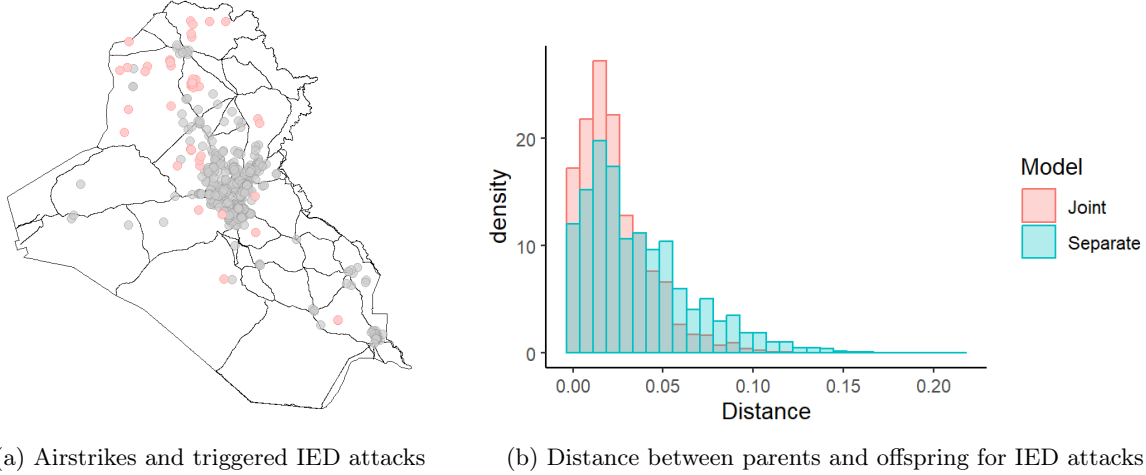 density
20
10
0
0.00 0.05 0.10 0.15 0.20
Distance
Model
Joint
Separate
a) Airstrikes and triggered IED attacks
(b) Distance between parents and offspring for IED attacks